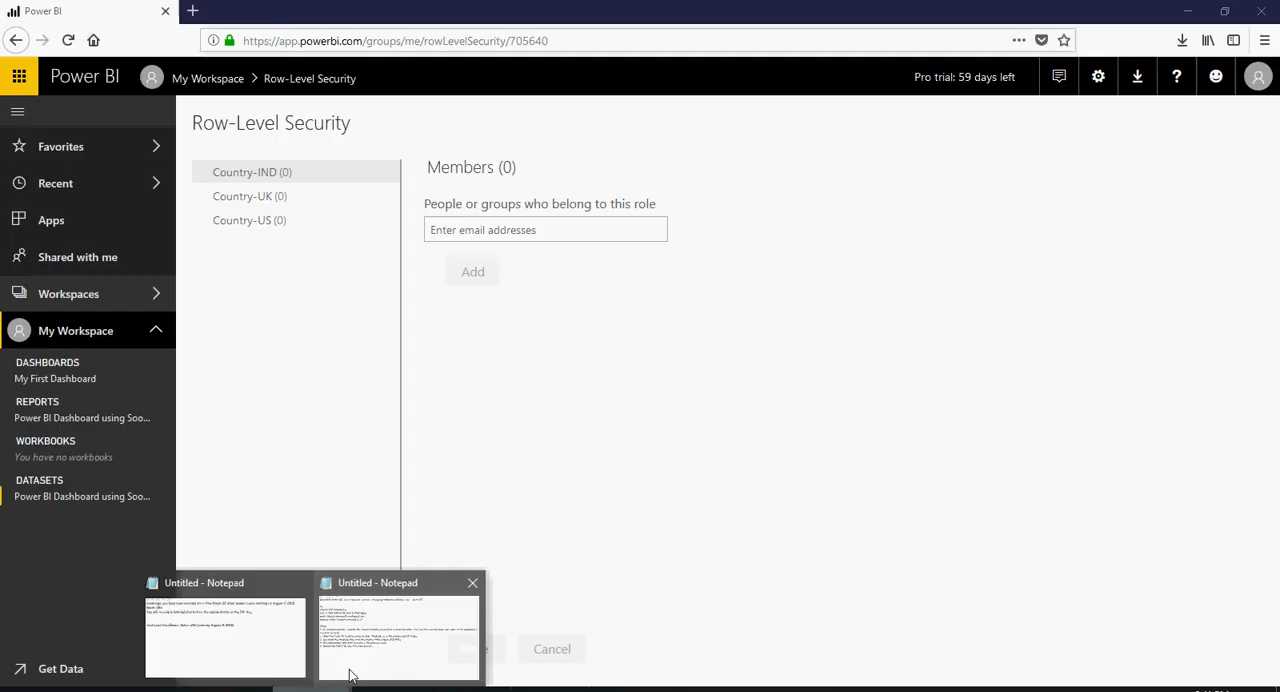 Power BI
https://app.powerbi.com/groups/me/rowLevelSecurity/705640
Power BI
My Workspace > Row-Level Security
Pro trial: 59 days left
Favorites
Recent
Apps
Shared with me
Workspaces
My Workspace
DASHBOARDS
My First Dashboard
REPORTS
Power BI Dashboard using Soo...
WORKBOOKS
You have no workbooks
DATASETS
Power BI Dashboard using Soo...
Get Data
Row-Level Security
Country-IND (0)
Country-UK (0)
Country-US (0)
Members (0)
People or groups who belong to this role
Enter email addresses
Add
Cancel
Untitled - Notepad
Untitled - Notepad